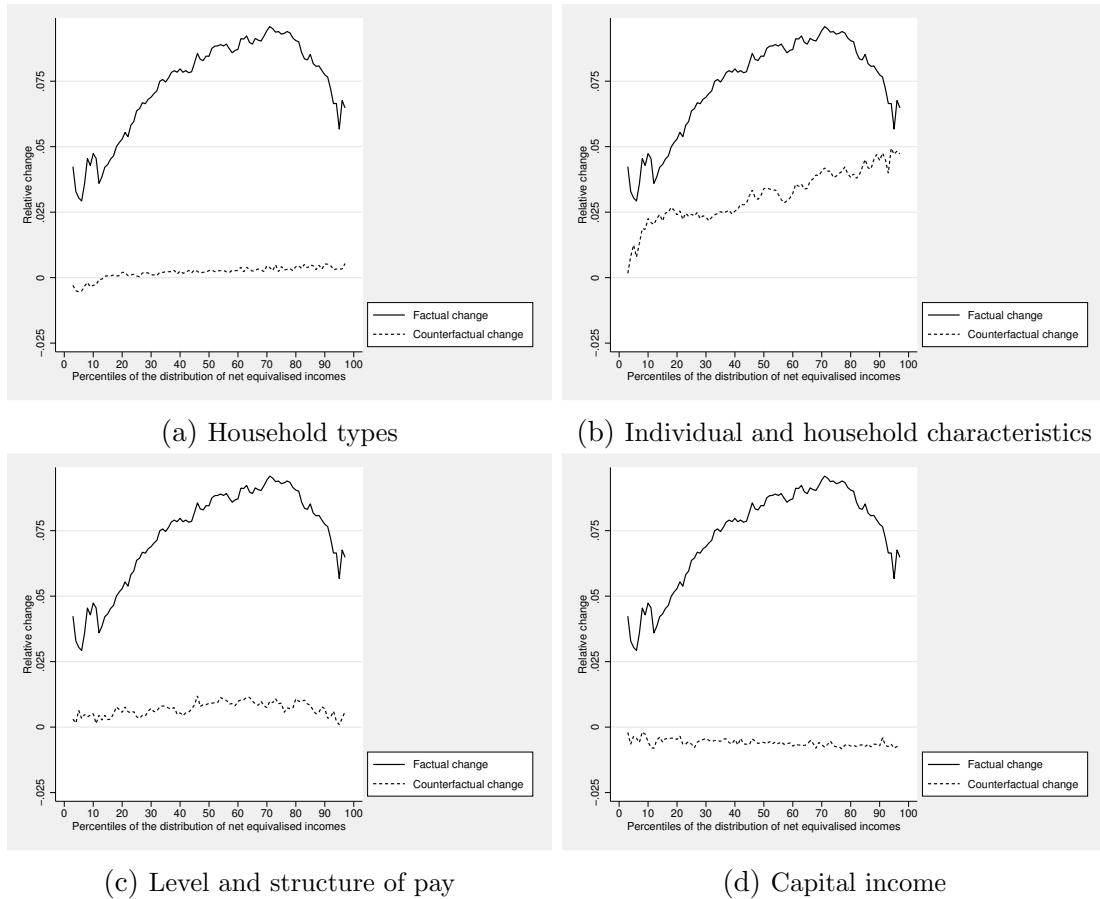 Relative change
-.025 0 .025 .05 .075
0 10 20 30 40 50 60 70 80 90 100
Percentiles of the distribution of net equivalised incomes
Factual change
Counterfactual change
(a) Household types
Relative change
-.025 0 .025 .05 .075
0 10 20 30 40 50 60 70 80 90 100
Percentiles of the distribution of net equivalised incomes
Factual change
Counterfactual change
(b) Individual and household characteristics
Relative change
-.025 0 .025 .05 .075
0 10 20 30 40 50 60 70 80 90 100
Percentiles of the distribution of net equivalised incomes
Factual change
Counterfactual change
(c) Level and structure of pay
Relative change
-.025 0 .025 .05 .075
0 10 20 30 40 50 60 70 80 90 100
Percentiles of the distribution of net equivalised incomes
Factual change
Counterfactual change
(d) Capital income